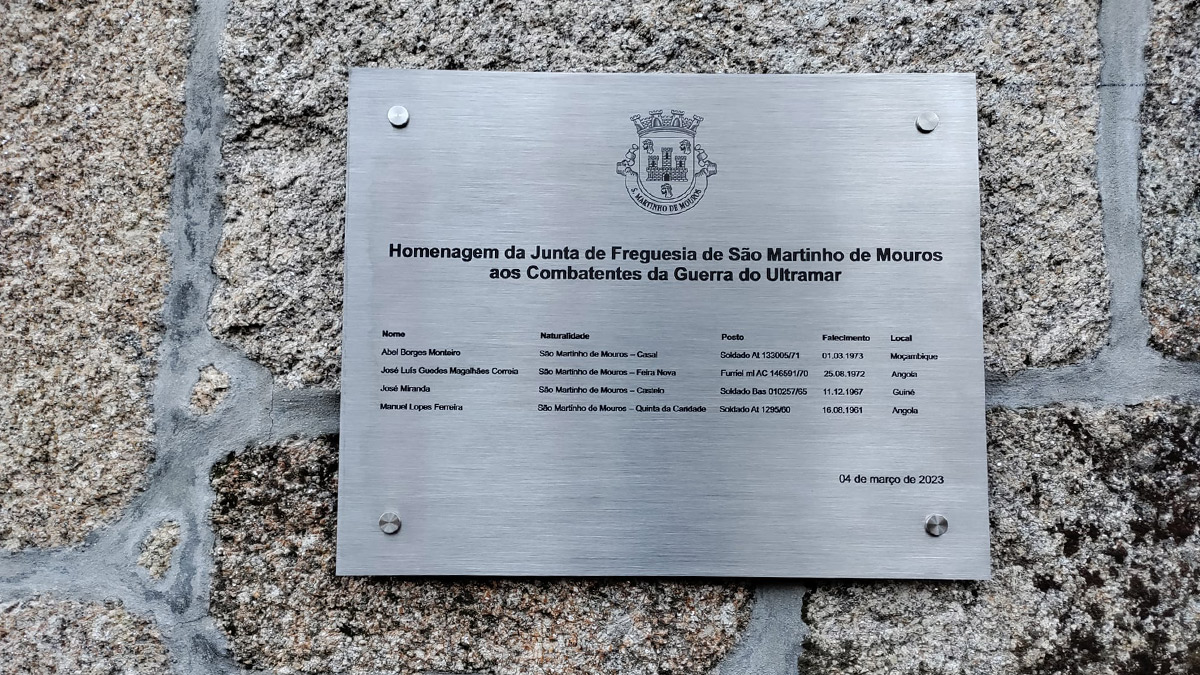 S. MARTINHO DE MOUROS
Homenagem da Junta de Freguesia de São Martinho de Mouros
aos Combatentes da Guerra do Ultramar
Nome Naturalidade Posto Falecimento Local
Abel Borges Monteiro São Martinho de Mouros – Casal Soldado At 133005/71 01.03.1973 Moçambique
José Luís Guedes Magalhães Correia São Martinho de Mouros – Feira Nova Furriel ml AC 146591/70 25.08.1972 Angola
José Miranda São Martinho de Mouros – Castelo Soldado Bas 010257/65 11.12.1967 Guiné
Manuel Lopes Ferreira São Martinho de Mouros – Quinta da Caridade Soldado At 1295/60 16.08.1961 Angola
04 de março de 2023